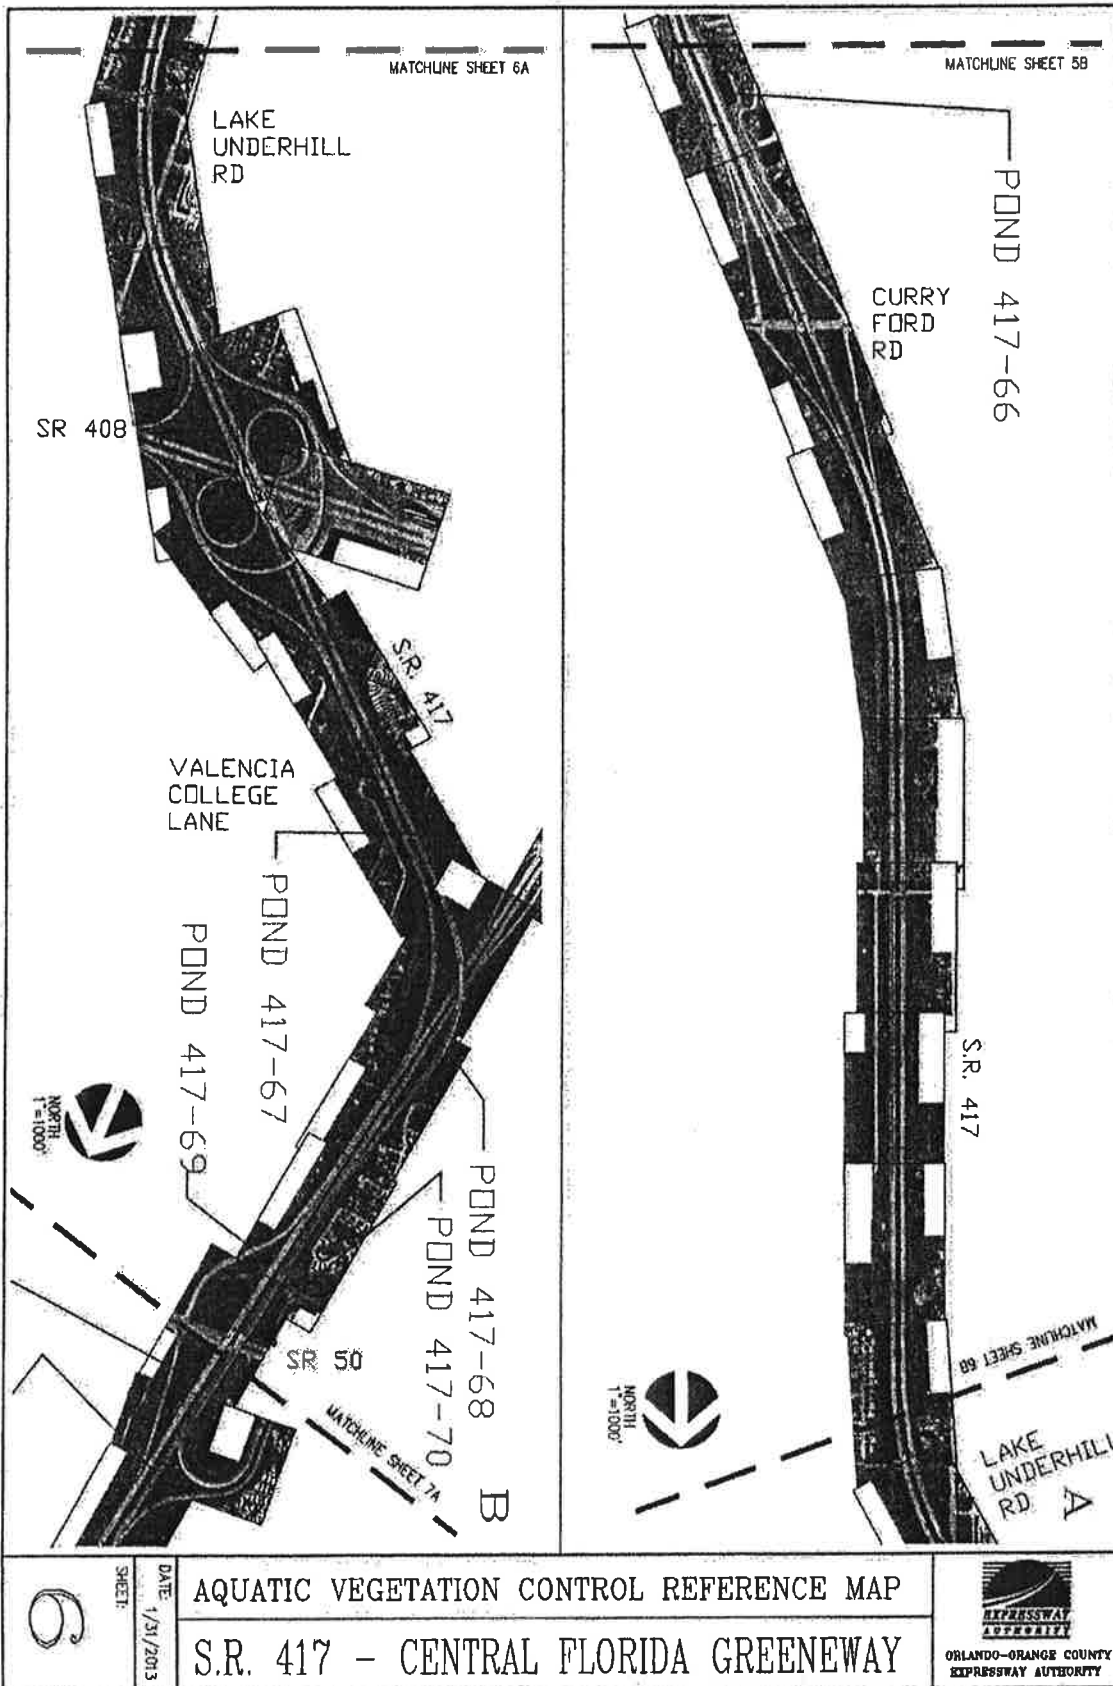 MATCHLINE SHEET 6A
LAKE
UNDERHILL
RD
SR 408
S.R. 417
VALENCIA
COLLEGE
LANE
POND 417-67
POND 417-69
NORTH
1"=1000'
POND 417-68
POND 417-70
SR 50
MATCHLINE SHEET 7A
B
MATCHLINE SHEET 5B
POND 417-66
CURRY
FORD
RD
S.R. 417
MATCHLINE SHEET 6B
NORTH
1"=1000'
LAKE
UNDERHILL
RD
A
SHEET:
6
DATE: 1/31/2013
AQUATIC VEGETATION CONTROL REFERENCE MAP
S.R. 417 - CENTRAL FLORIDA GREENEWAY
EXPRESSWAY
AUTHORITY
ORLANDO-ORANGE COUNTY
EXPRESSWAY AUTHORITY